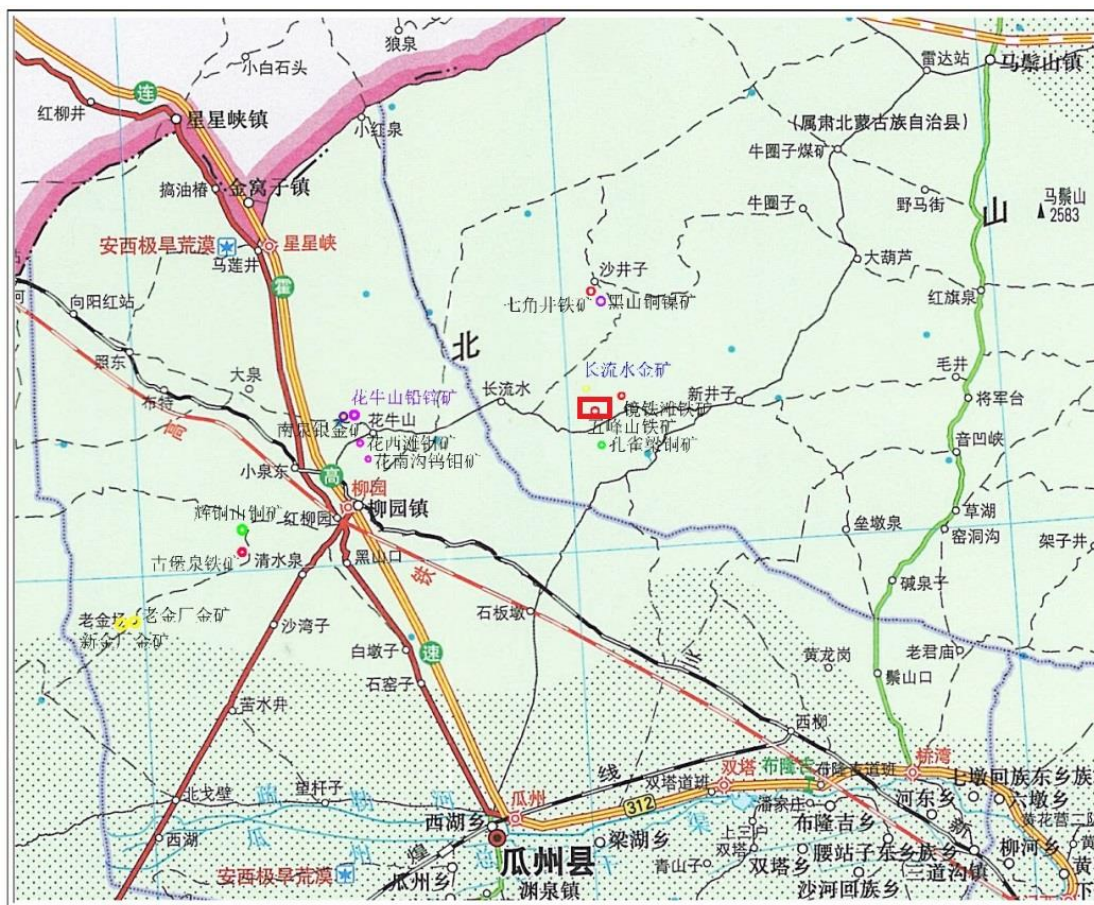 狼泉
小白石头
雷达站
马鬃山镇
连
红柳井
星星峡镇
小红泉
(属肃北蒙古族自治县)
牛圈子煤矿
搞油椿
金窝子镇
牛圈子
野马街
山
马鬃山
2583
安西极旱荒漠
星星峡
马莲井
大葫芦
霍
沙井子
七角井铁矿
黑山铜镍矿
红旗泉
向阳红站
照东
北
布特
大泉
长流水金矿
毛井
花牛山铅锌矿
长流水
新井子
将军台
镜铁滩铁矿
南泉银金矿
花牛山
五峰山铁矿
高
花西滩铜矿
孔雀梁铜矿
音凹峡
小泉东
花南沟钨钼矿
高
柳园
柳园镇
辉铜山铜矿
红柳园
草湖
垒墩泉
窑洞沟
架子井
古堡泉铁矿
清水泉
黑山口
铁
碱泉子
老金场
老金厂金矿
新金厂金矿
沙湾子
石板墩
白墩子
速
黄龙岗
老君庙
石窑子
鬃山口
苦水井
西柳
线
双塔道班
双塔
布隆吉
布隆吉道班
桥湾
七墩回族东乡族
北戈壁
望杆子
疏
勒
河
瓜州
312
潘家庄
河东乡
六墩乡
西湖乡
上三户
布隆吉乡
新
黄花营二队
西湖
梁湖乡
渠
瓜州县
双塔
腰站子东乡族乡
柳河乡
煌
瓜州乡
青山子
双塔乡
三道沟镇
安西极旱荒漠
渊泉镇
沙河回族乡